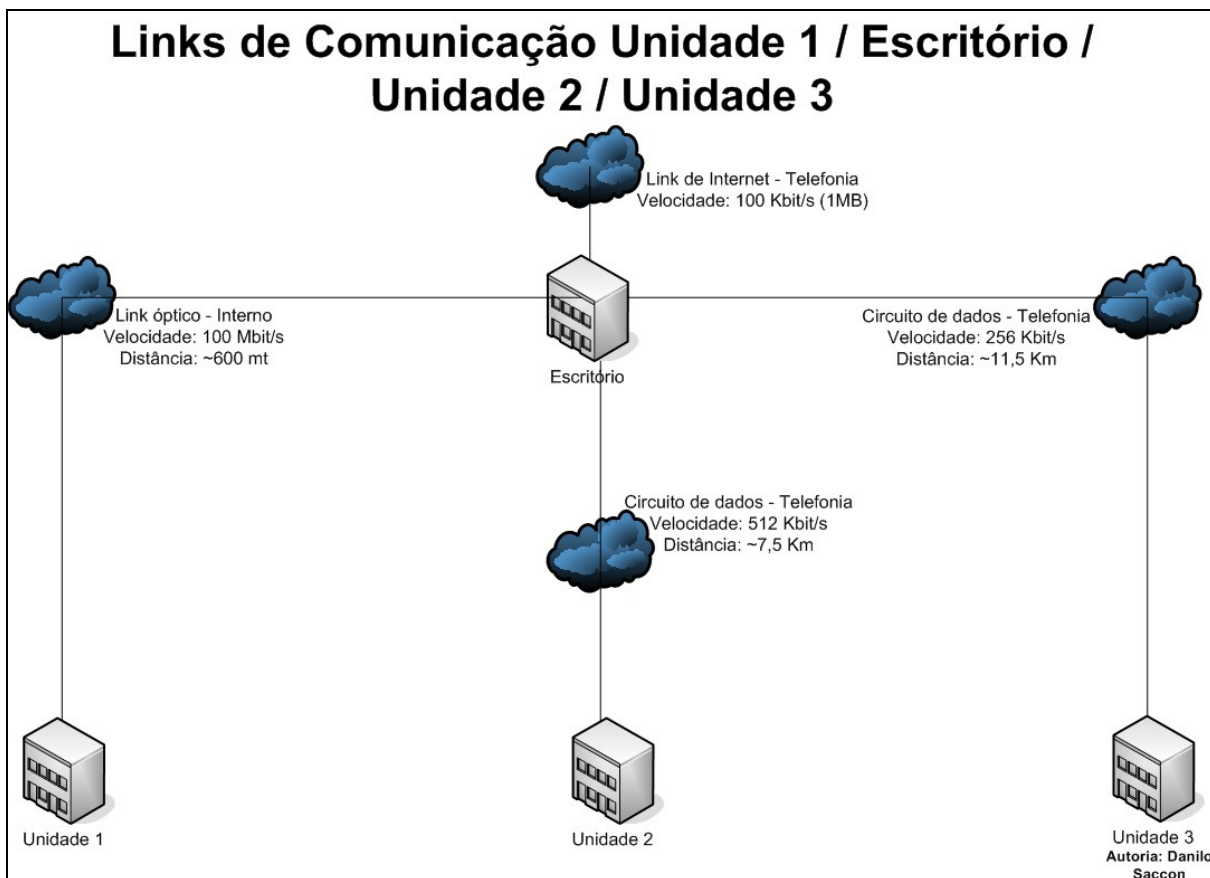 Links de Comunicação Unidade 1 / Escritório /
Unidade 2 / Unidade 3
Link de Internet - Telefonia
Velocidade: 100 Kbit/s (1MB)
Link óptico - Interno
Velocidade: 100 Mbit/s
Distância: ~600 mt
Escritório
Circuito de dados - Telefonia
Velocidade: 256 Kbit/s
Distância: ~11,5 Km
Circuito de dados - Telefonia
Velocidade: 512 Kbit/s
Distância: ~7,5 Km
Unidade 1
Unidade 2
Unidade 3
Autoria: Danilo
Saccon